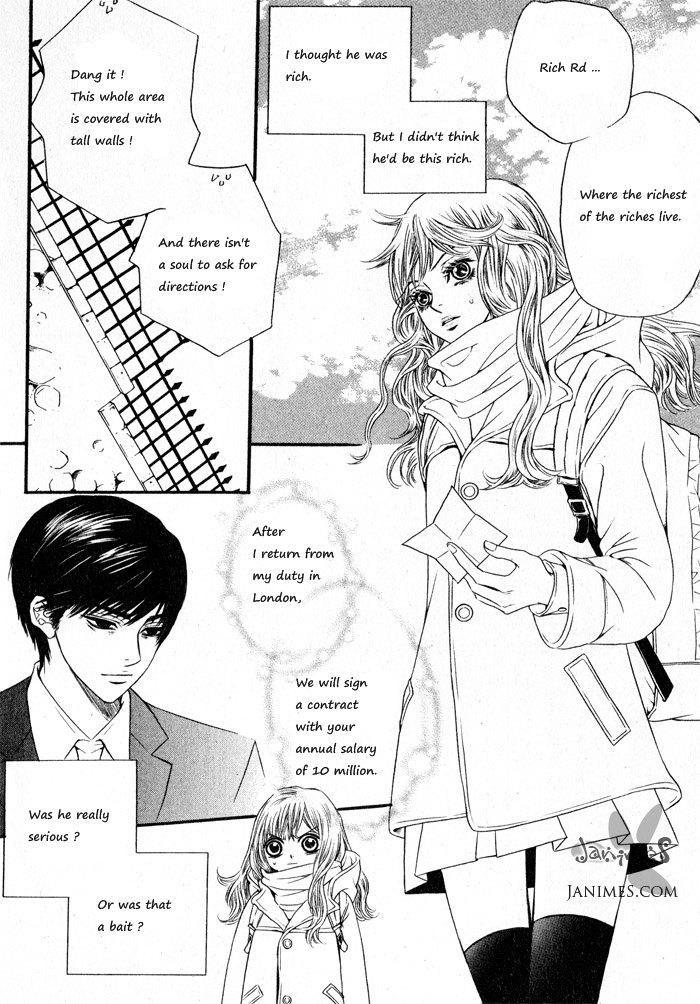 Dang it !
This whole area
is covered with
tall walls !
And there isn't
a soul to ask for
directions !
I thought he was
rich.
But I didn't think
he'd be this rich.
Rich Rd ...
Where the richest
of the riches live.
After
I return from
my duty in
London,
We will sign
a contract
with your
annual salary
of 10 million.
Was he really
serious ?
Or was that
a bait ?
Janimes
JANIMES.COM